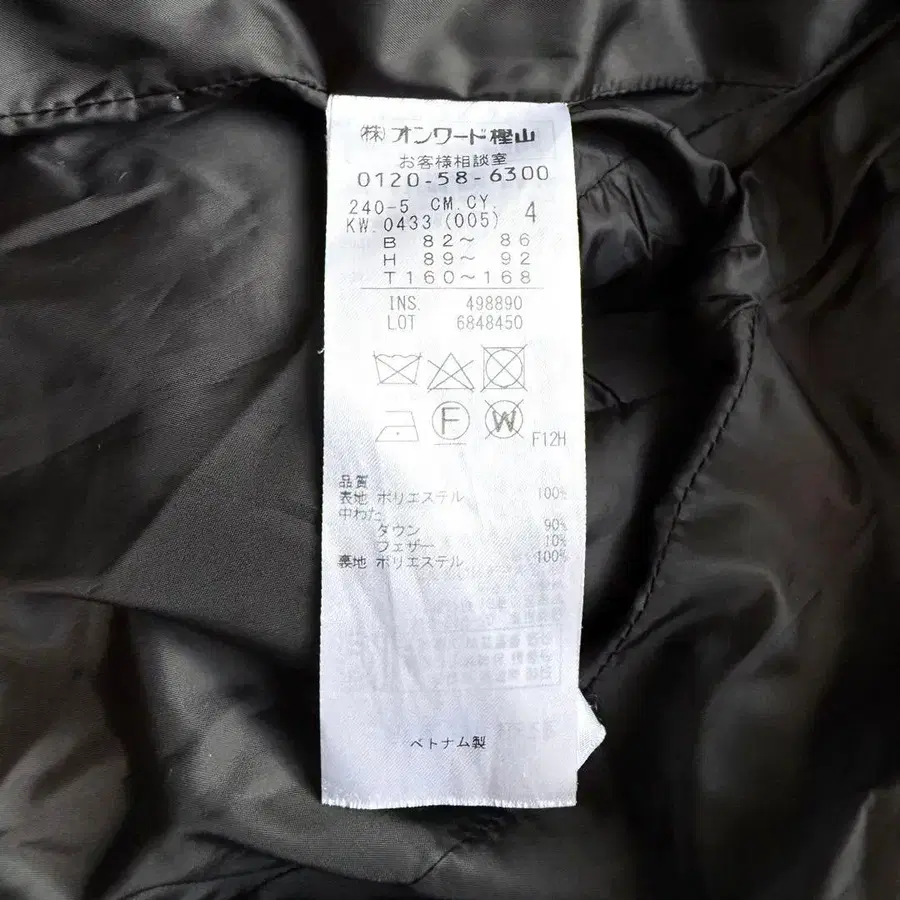 (株)オンワード樫山
お客様相談室
0120-58-6300
240-5 CM.CY. 4
KW.0433 (005)
B 82～ 86
H 89～ 92
T160～168
INS. 498890
LOT 6848450
F W
F12H
品質
表地 ポリエステル 100%
中わた
ダウン 90%
フェザー 10%
裏地 ポリエステル 100%
ベトナム製